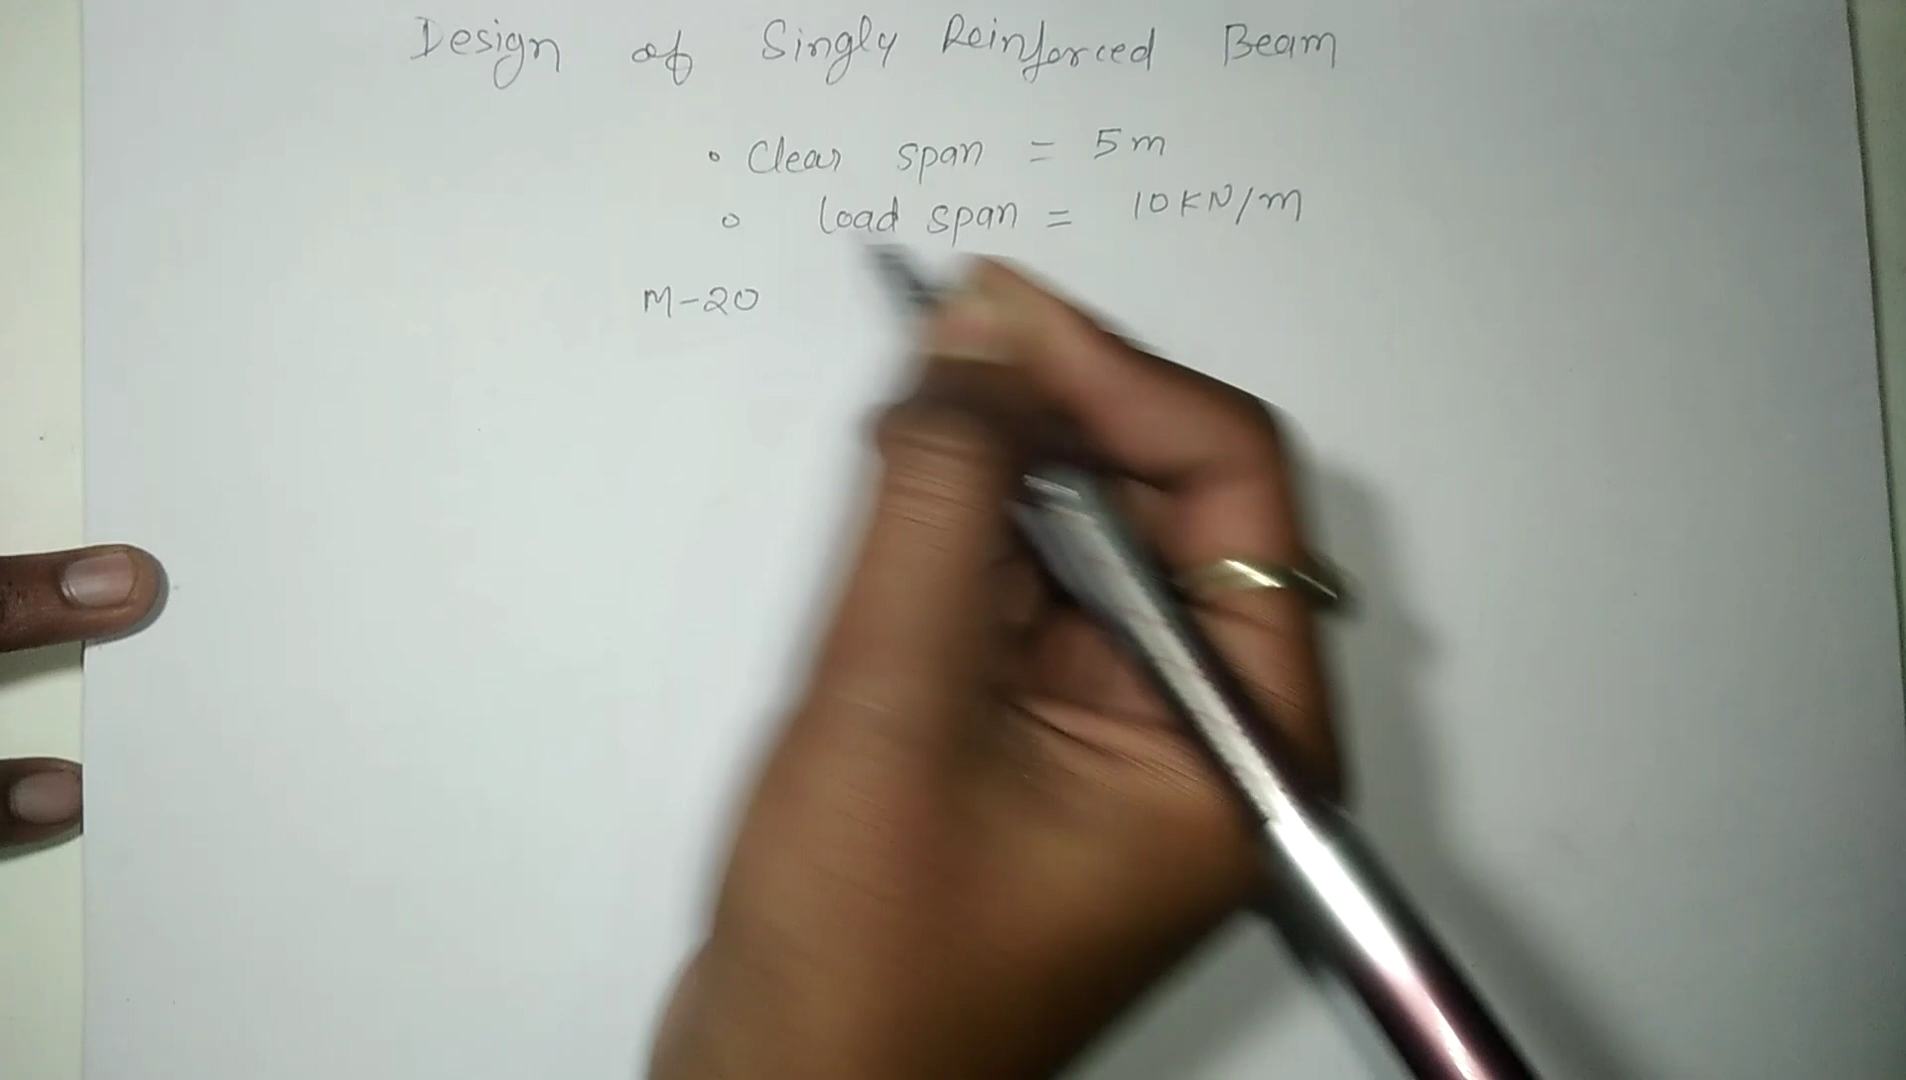 Design of Singly Reinforced Beam
• Clear span = 5m
∘ Load span = 10KN/m
M-20